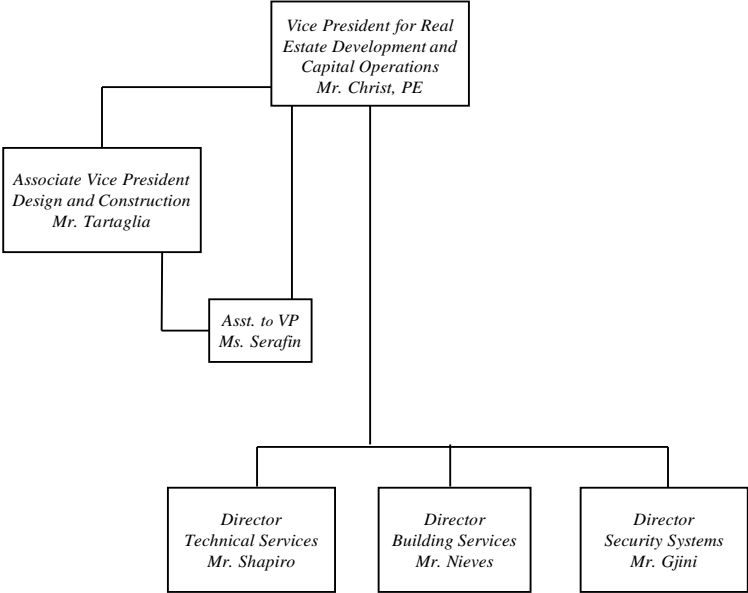 Vice President for Real
Estate Development and
Capital Operations
Mr. Christ, PE
Associate Vice President
Design and Construction
Mr. Tartaglia
Asst. to VP
Ms. Serafin
Director
Technical Services
Mr. Shapiro
Director
Building Services
Mr. Nieves
Director
Security Systems
Mr. Gjini